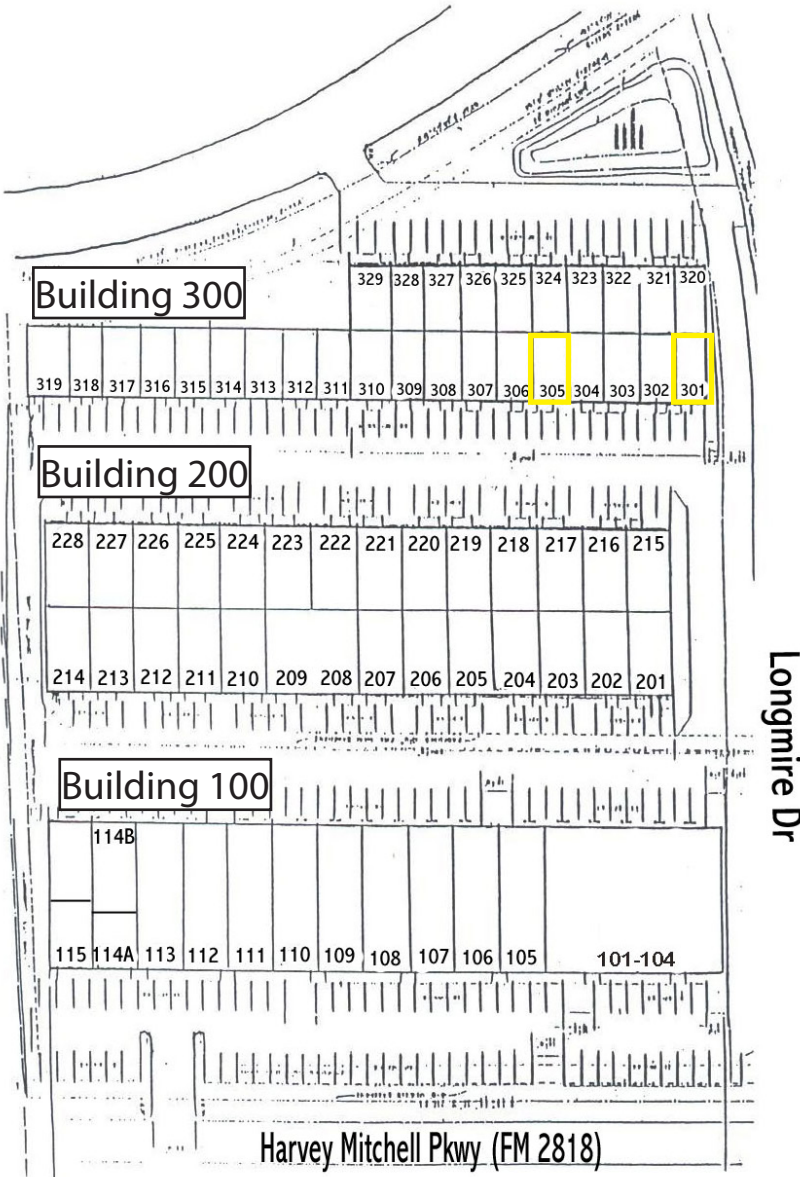 Building 300
329 328 327 326 325 324 323 322 321 320
319 318 317 316 315 314 313 312 311 310 309 308 307 306 305 304 303 302 301
Building 200
228 227 226 225 224 223 222 221 220 219 218 217 216 215
214 213 212 211 210 209 208 207 206 205 204 203 202 201
Longmire Dr
Building 100
114B
115 114A 113 112 111 110 109 108 107 106 105 101-104
Harvey Mitchell Pkwy (FM 2818)